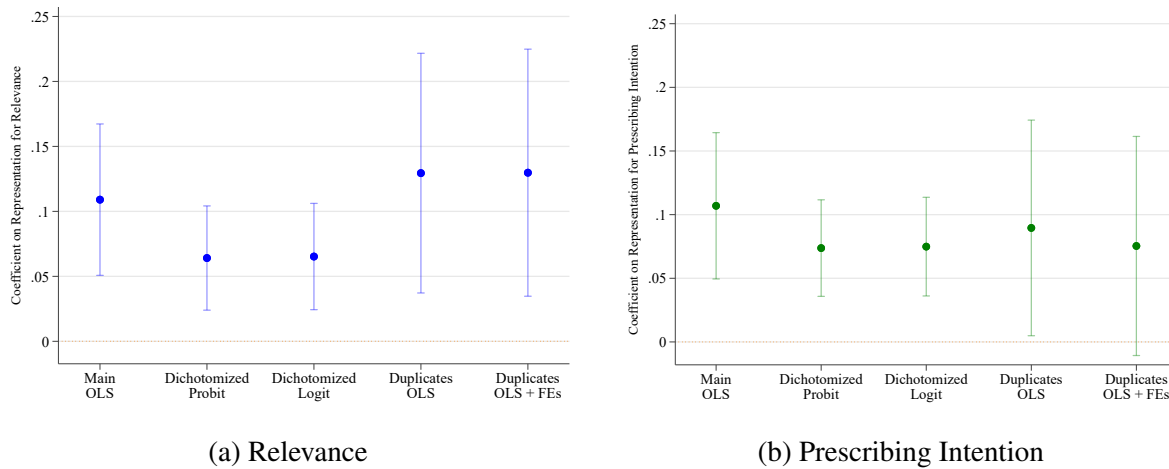 Coefficient on Representation for Relevance
.25
.2
.15
.1
.05
0
Main
OLS
Dichotomized
Probit
Dichotomized
Logit
Duplicates
OLS
Duplicates
OLS + FEs
(a) Relevance
Coefficient on Representation for Prescribing Intention
.25
.2
.15
.1
.05
0
Main
OLS
Dichotomized
Probit
Dichotomized
Logit
Duplicates
OLS
Duplicates
OLS + FEs
(b) Prescribing Intention